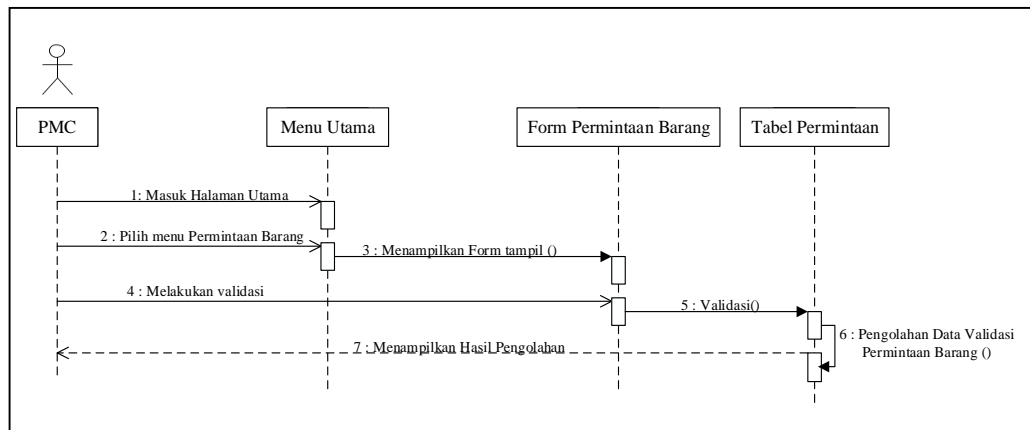 PMC
Menu Utama
Form Permintaan Barang
Tabel Permintaan
1: Masuk Halaman Utama
2 : Pilih menu Permintaan Barang
3 : Menampilkan Form tampil ()
4 : Melakukan validasi
5 : Validasi()
6 : Pengolahan Data Validasi
Permintaan Barang ()
7 : Menampilkan Hasil Pengolahan